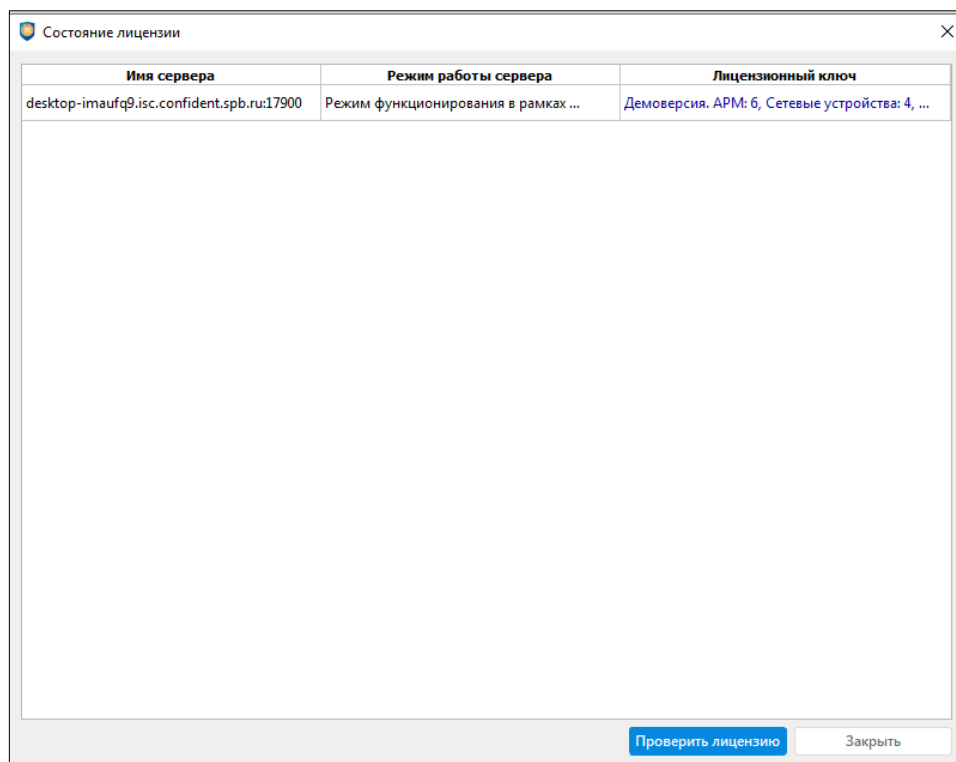 Состояние лицензии
Имя сервера Режим работы сервера Лицензионный ключ
desktop-imaufq9.isc.confident.spb.ru:17900 Режим функционирования в рамках ... Демоверсия. АРМ: 6, Сетевые устройства: 4, ...
Проверить лицензию Закрыть